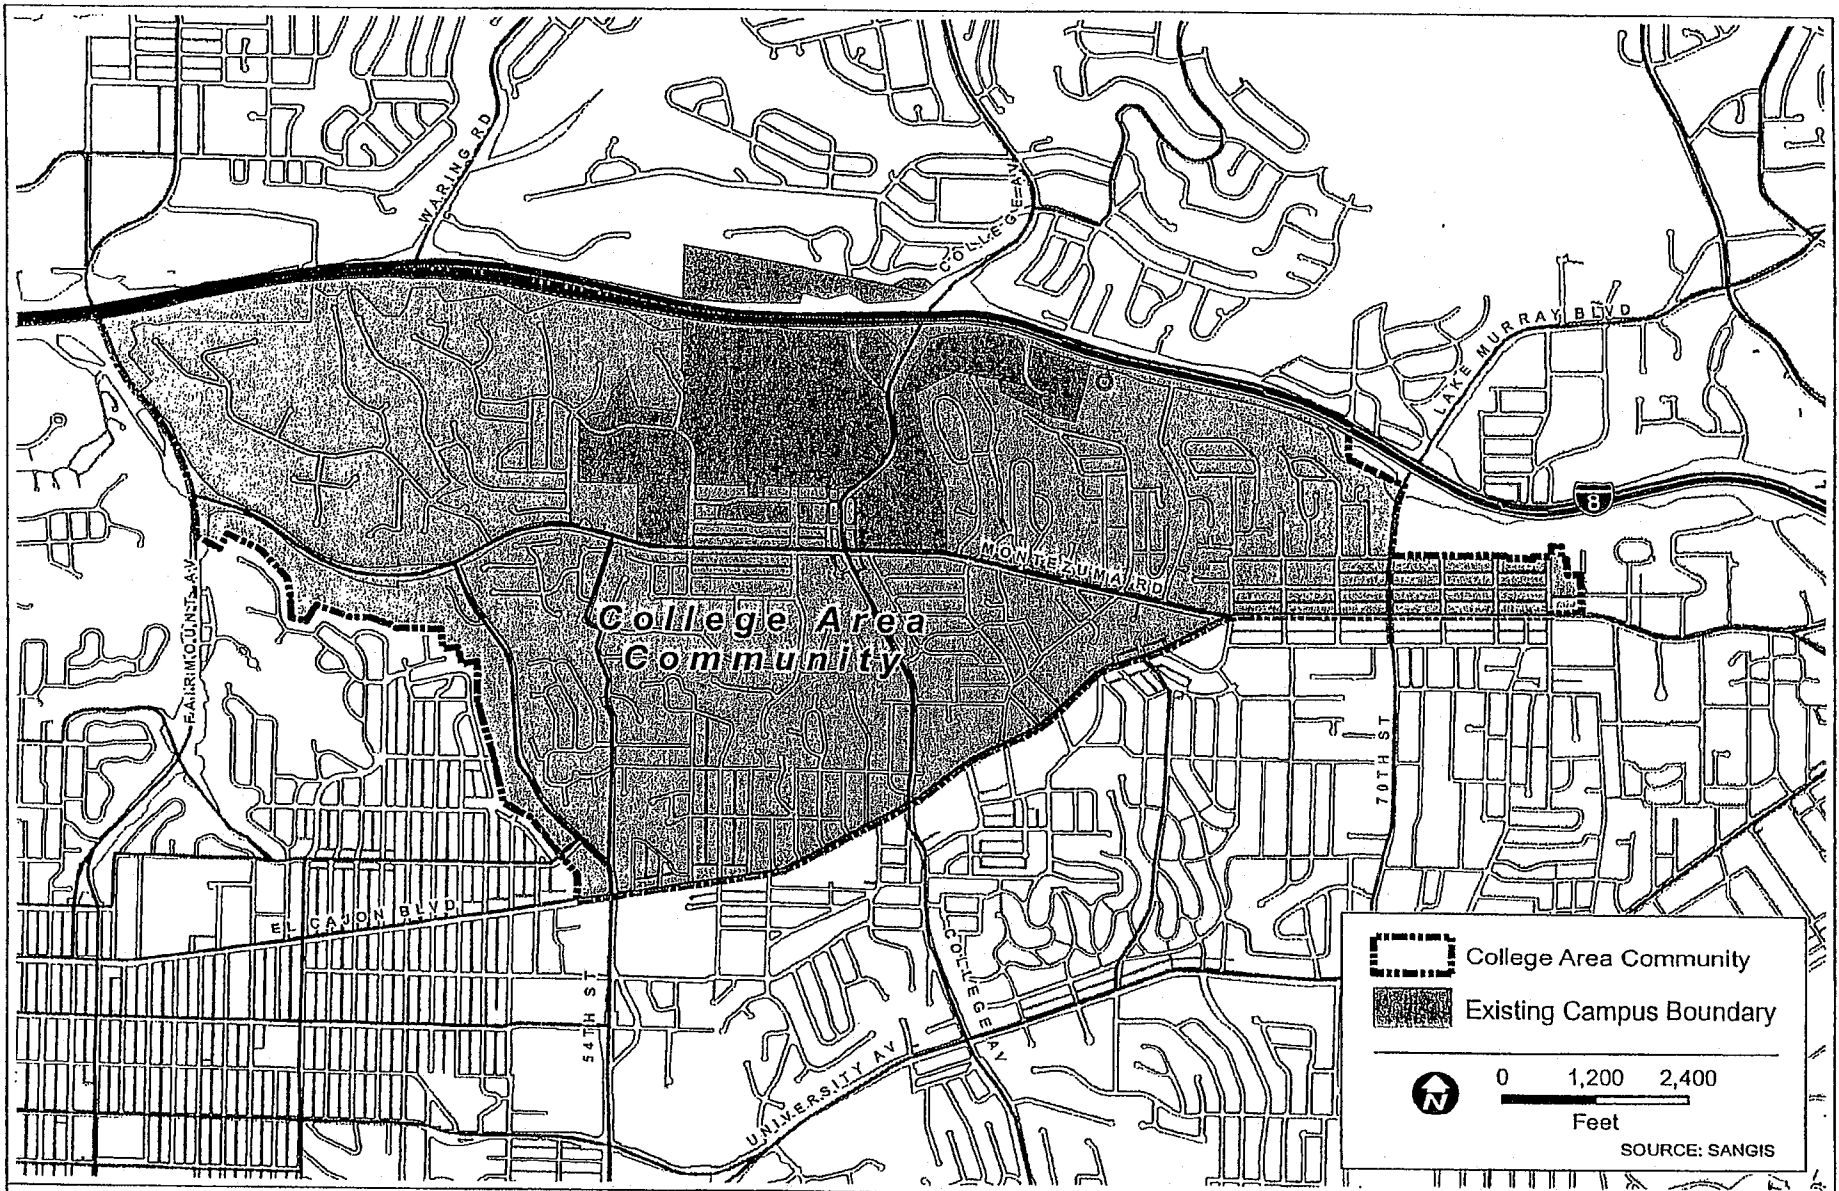 WARING RD
COLLEGE AV
LAKE MURRAY BLVD
8
MONTEZUMA RD
FAIRMOUNT AV
College Area
Community
70TH ST
EL CAJON BLVD
54TH ST
COLLEGE AV
UNIVERSITY AV
College Area Community
Existing Campus Boundary
N
0 1,200 2,400
Feet
SOURCE: SANGIS